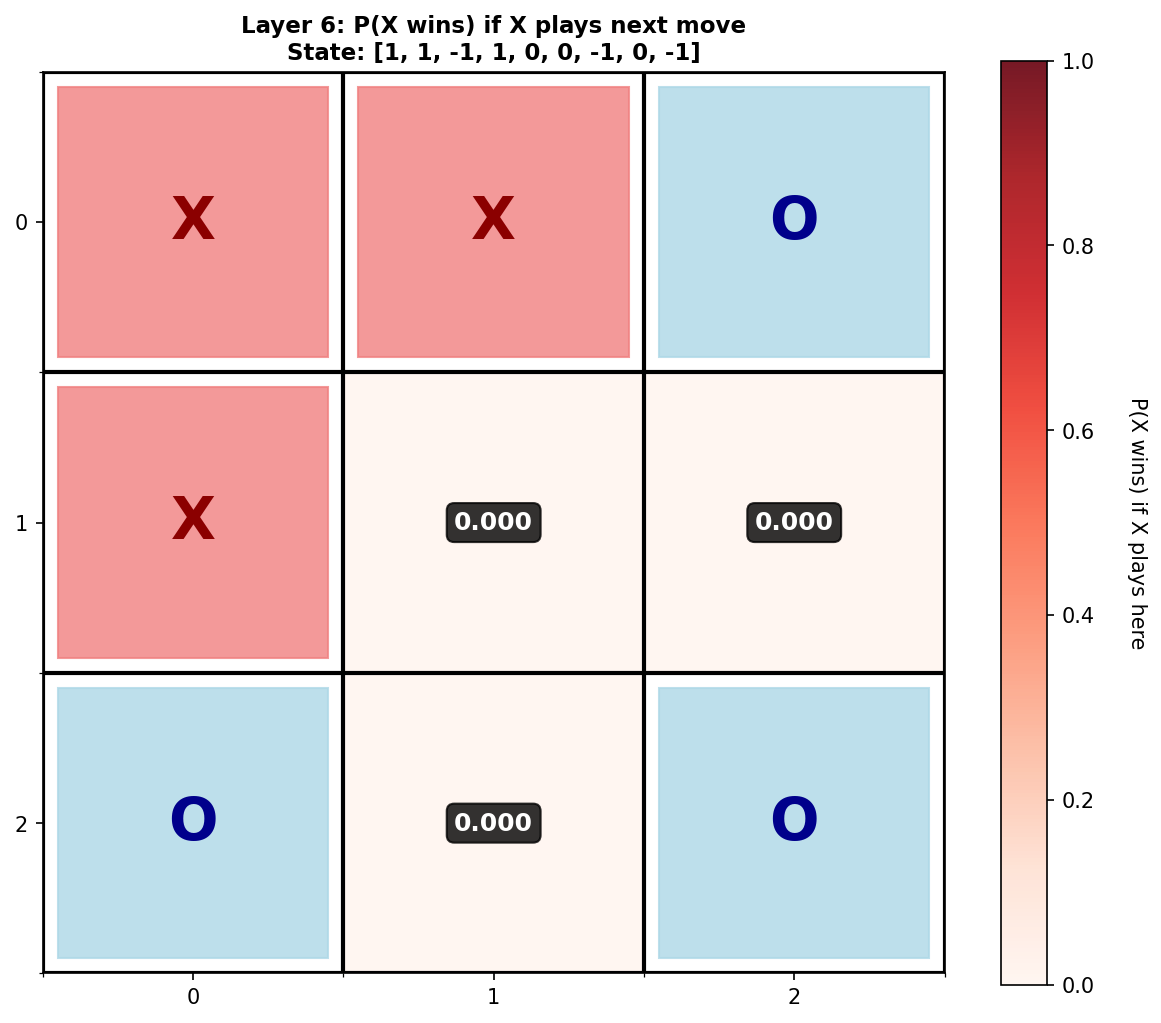 Layer 6: P(X wins) if X plays next move
State: [1, 1, -1, 1, 0, 0, -1, 0, -1]
X X O
X 0.000 0.000
O 0.000 O
0
1
2
0 1 2
1.0
0.8
0.6
0.4
0.2
0.0
P(X wins) if X plays here